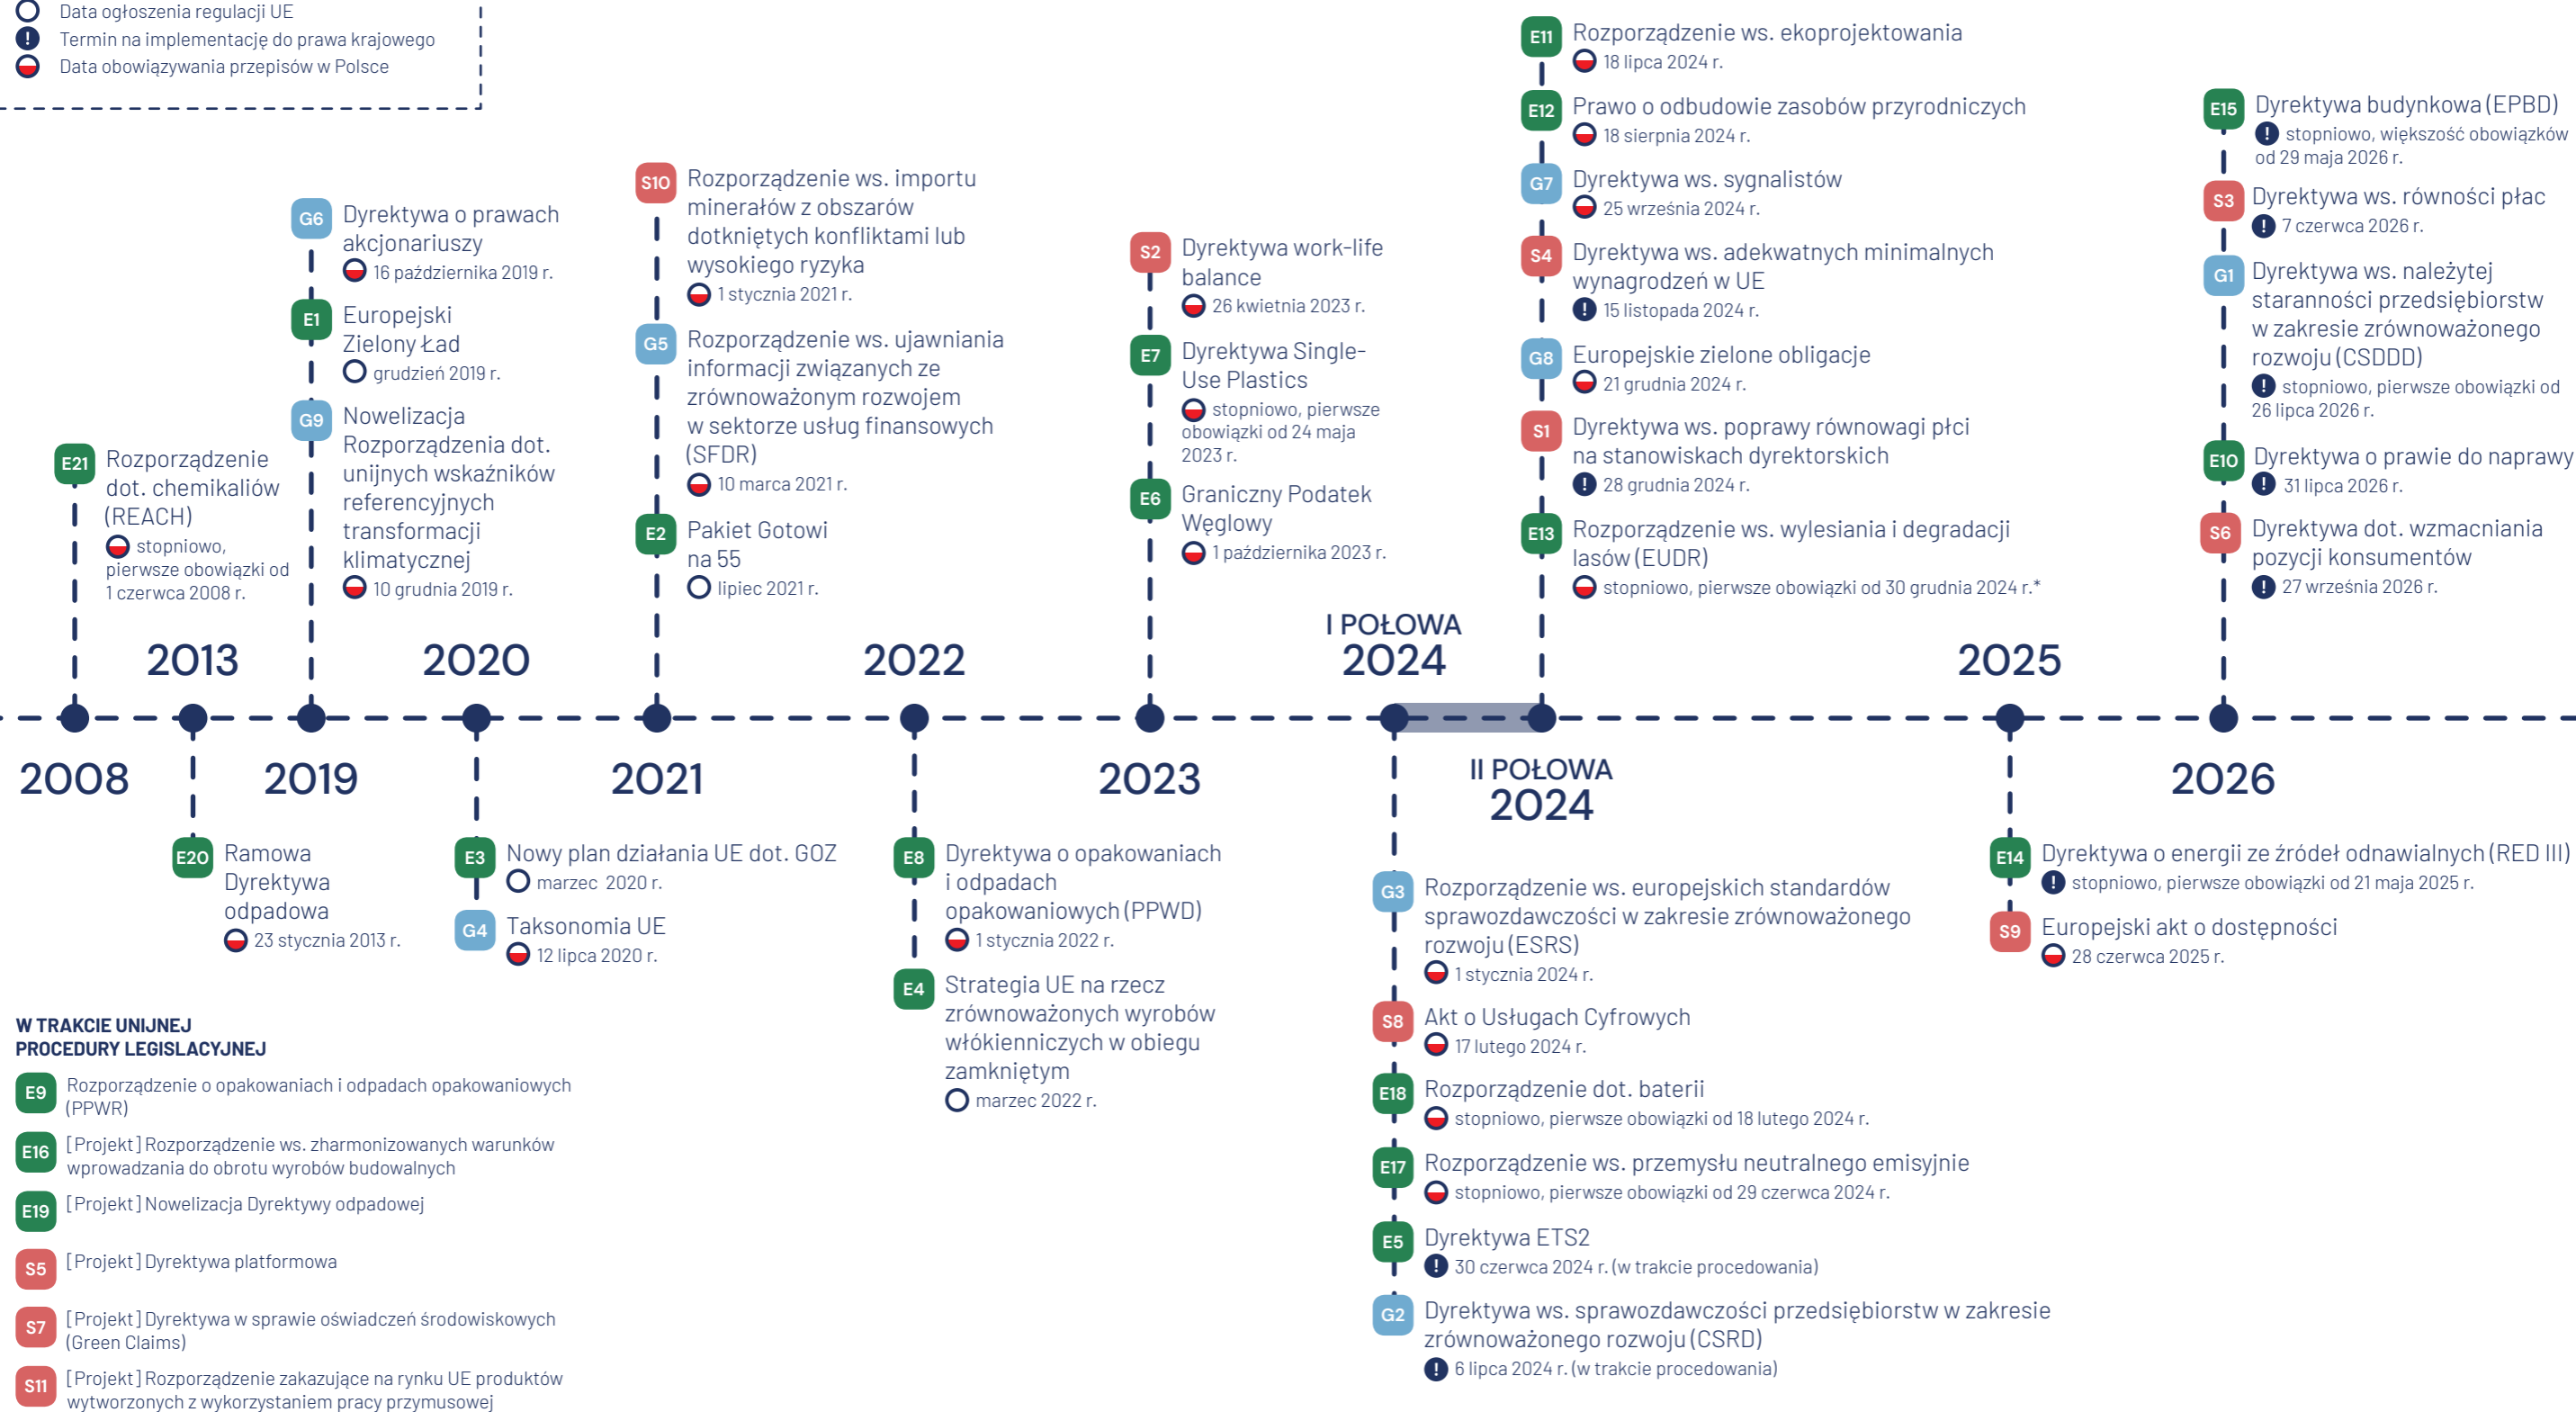 Data ogłoszenia regulacji UE
! Termin na implementację do prawa krajowego
Data obowiązywania przepisów w Polsce
E21 Rozporządzenie
dot. chemikaliów
(REACH)
stopniowo,
pierwsze obowiązki od
1 czerwca 2008 r.
G6 Dyrektywa o prawach
akcjonariuszy
16 października 2019 r.
E1 Europejski
Zielony Ład
grudzień 2019 r.
G9 Nowelizacja
Rozporządzenia dot.
unijnych wskaźników
referencyjnych
transformacji
klimatycznej
10 grudnia 2019 r.
S10 Rozporządzenie ws. importu
minerałów z obszarów
dotkniętych konfliktami lub
wysokiego ryzyka
1 stycznia 2021 r.
G5 Rozporządzenie ws. ujawniania
informacji związanych ze
zrównoważonym rozwojem
w sektorze usług finansowych
(SFDR)
10 marca 2021 r.
E2 Pakiet Gotowi
na 55
lipiec 2021 r.
S2 Dyrektywa work-life
balance
26 kwietnia 2023 r.
E7 Dyrektywa Single-
Use Plastics
stopniowo, pierwsze
obowiązki od 24 maja
2023 r.
E6 Graniczny Podatek
Węglowy
1 października 2023 r.
E11 Rozporządzenie ws. ekoprojektowania
18 lipca 2024 r.
E12 Prawo o odbudowie zasobów przyrodniczych
18 sierpnia 2024 r.
G7 Dyrektywa ws. sygnalistów
25 września 2024 r.
S4 Dyrektywa ws. adekwatnych minimalnych
wynagrodzeń w UE
! 15 listopada 2024 r.
G8 Europejskie zielone obligacje
21 grudnia 2024 r.
S1 Dyrektywa ws. poprawy równowagi płci
na stanowiskach dyrektorskich
! 28 grudnia 2024 r.
E13 Rozporządzenie ws. wylesiania i degradacji
lasów (EUDR)
stopniowo, pierwsze obowiązki od 30 grudnia 2024 r.*
E15 Dyrektywa budynkowa (EPBD)
! stopniowo, większość obowiązków
od 29 maja 2026 r.
S3 Dyrektywa ws. równości płac
! 7 czerwca 2026 r.
G1 Dyrektywa ws. należytej
staranności przedsiębiorstw
w zakresie zrównoważonego
rozwoju (CSDDD)
! stopniowo, pierwsze obowiązki od
26 lipca 2026 r.
E10 Dyrektywa o prawie do naprawy
! 31 lipca 2026 r.
S6 Dyrektywa dot. wzmacniania
pozycji konsumentów
! 27 września 2026 r.
2013
2020
2022
I POŁOWA
2024
2025
2008
2019
2021
2023
II POŁOWA
2024
2026
E20 Ramowa
Dyrektywa
odpadowa
23 stycznia 2013 r.
E3 Nowy plan działania UE dot. GOZ
marzec 2020 r.
G4 Taksonomia UE
12 lipca 2020 r.
E8 Dyrektywa o opakowaniach
i odpadach
opakowaniowych (PPWD)
1 stycznia 2022 r.
E4 Strategia UE na rzecz
zrównoważonych wyrobów
włókienniczych w obiegu
zamkniętym
marzec 2022 r.
G3 Rozporządzenie ws. europejskich standardów
sprawozdawczości w zakresie zrównoważonego
rozwoju (ESRS)
1 stycznia 2024 r.
S8 Akt o Usługach Cyfrowych
17 lutego 2024 r.
E18 Rozporządzenie dot. baterii
stopniowo, pierwsze obowiązki od 18 lutego 2024 r.
E17 Rozporządzenie ws. przemysłu neutralnego emisyjnie
stopniowo, pierwsze obowiązki od 29 czerwca 2024 r.
E5 Dyrektywa ETS2
! 30 czerwca 2024 r. (w trakcie procedowania)
G2 Dyrektywa ws. sprawozdawczości przedsiębiorstw w zakresie
zrównoważonego rozwoju (CSRD)
! 6 lipca 2024 r. (w trakcie procedowania)
E14 Dyrektywa o energii ze źródeł odnawialnych (RED III)
! stopniowo, pierwsze obowiązki od 21 maja 2025 r.
S9 Europejski akt o dostępności
28 czerwca 2025 r.
W TRAKCIE UNIJNEJ
PROCEDURY LEGISLACYJNEJ
E9 Rozporządzenie o opakowaniach i odpadach opakowaniowych
(PPWR)
E16 [Projekt] Rozporządzenie ws. zharmonizowanych warunków
wprowadzania do obrotu wyrobów budowalnych
E19 [Projekt] Nowelizacja Dyrektywy odpadowej
S5 [Projekt] Dyrektywa platformowa
S7 [Projekt] Dyrektywa w sprawie oświadczeń środowiskowych
(Green Claims)
S11 [Projekt] Rozporządzenie zakazujące na rynku UE produktów
wytworzonych z wykorzystaniem pracy przymusowej